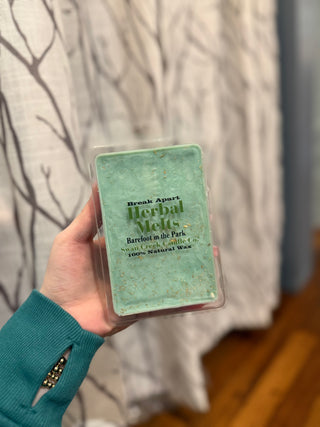 Break Apart
Herbal
Melts
Barefoot in the Park
Swan Creek Candle Co.
100% Natural Wax